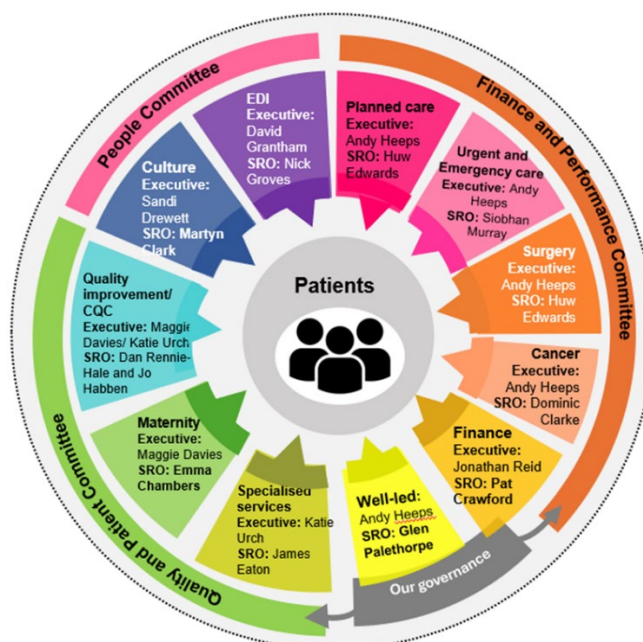 People Committee
Finance and Performance Committee
Quality and Patient Committee
Our governance
Patients
EDI
Executive:
David
Grantham
SRO: Nick
Groves
Planned care
Executive:
Andy Heeps
SRO: Huw
Edwards
Urgent and
Emergency care
Executive: Andy
Heeps
SRO: Siobhan
Murray
Surgery
Executive:
Andy Heeps
SRO: Huw
Edwards
Cancer
Executive:
Andy Heeps
SRO: Dominic
Clarke
Finance
Executive:
Jonathan Reid
SRO: Pat
Crawford
Well-led:
Andy Heeps
SRO: Glen
Palethorpe
Specialised
services
Executive: Katie
Urch
SRO: James
Eaton
Maternity
Executive:
Maggie Davies
SRO: Emma
Chambers
Quality
improvement/
CQC
Executive: Maggie
Davies/ Katie Urch
SRO: Dan Rennie-
Hale and Jo
Habben
Culture
Executive:
Sandi
Drewett
SRO: Martyn
Clark